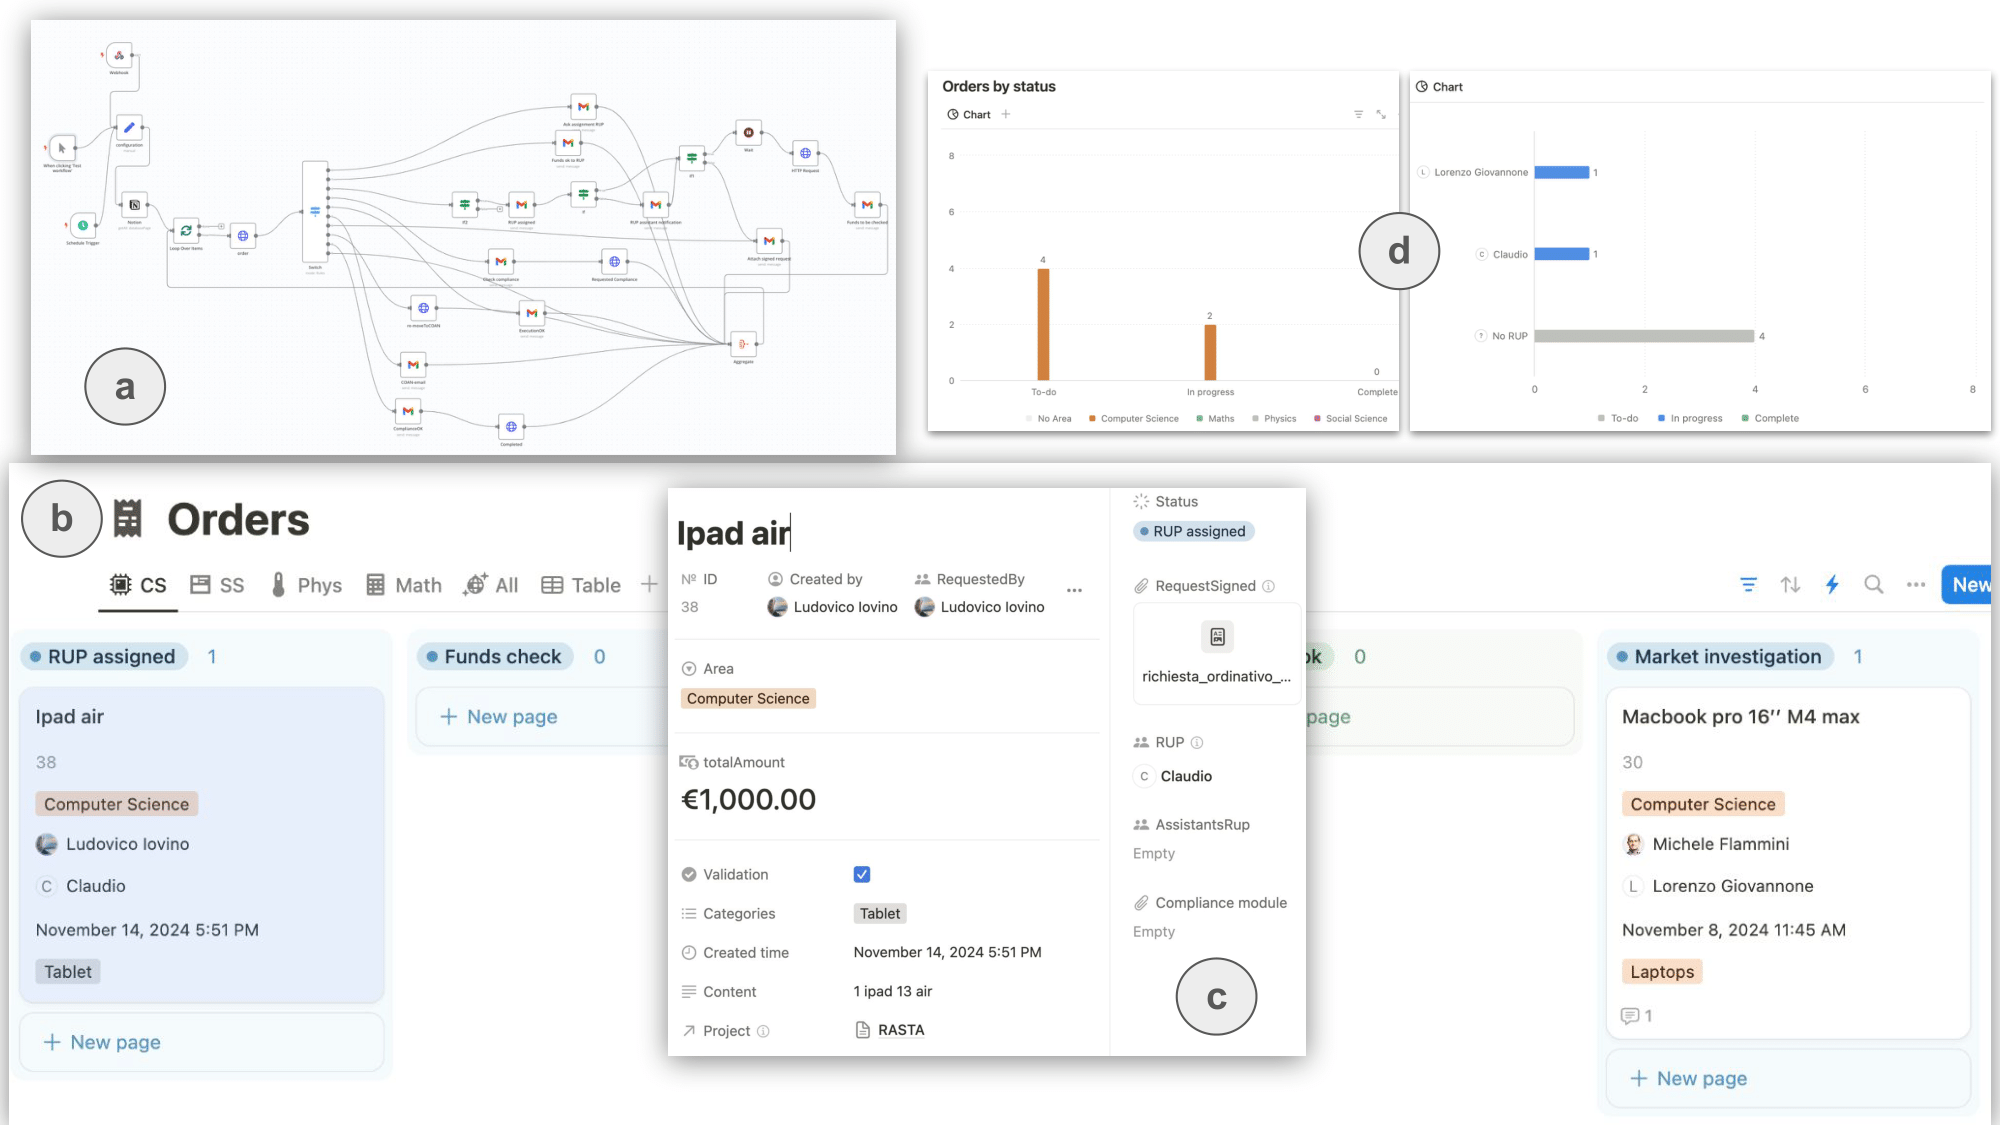 Webhook
configuration
When clicking 'Test workflow'
Schedule Trigger
Notion
Loop Over Items
order
Switch
Ask assignment RUP
Funds ok to RUP
If2
RUP assigned
If
RUP assistant notification
If1
Wait
HTTP Request
Funds to be checked
Attach signed request
Check compliance
Requested Compliance
re-moveToCOAN
ExecutionOK
COAN email
ComplianceOK
Completed
Aggregate
a
Orders by status
Chart
8
6
4
2
0
4
2
0
To-do
In progress
Complete
No Area
Computer Science
Maths
Physics
Social Science
d
Chart
L Lorenzo Giovannone 1
C Claudio 1
? No RUP 4
0 2 4 6 8
To-do
In progress
Complete
b
Orders
CS
SS
Phys
Math
All
Table
New
RUP assigned 1
Ipad air
38
Computer Science
Ludovico Iovino
C Claudio
November 14, 2024 5:51 PM
Tablet
+ New page
Funds check 0
+ New page
Ipad air
Nº ID
38
Created by
Ludovico Iovino
RequestedBy
Ludovico Iovino
...
Area
Computer Science
totalAmount
€1,000.00
Validation
Categories
Tablet
Created time
November 14, 2024 5:51 PM
Content
1 ipad 13 air
Project
RASTA
Status
RUP assigned
RequestSigned
richiesta_ordinativo_...
RUP
C Claudio
AssistantsRup
Empty
Compliance module
Empty
c
ok 0
page
Market investigation 1
Macbook pro 16″ M4 max
30
Computer Science
Michele Flammini
L Lorenzo Giovannone
November 8, 2024 11:45 AM
Laptops
1
+ New page